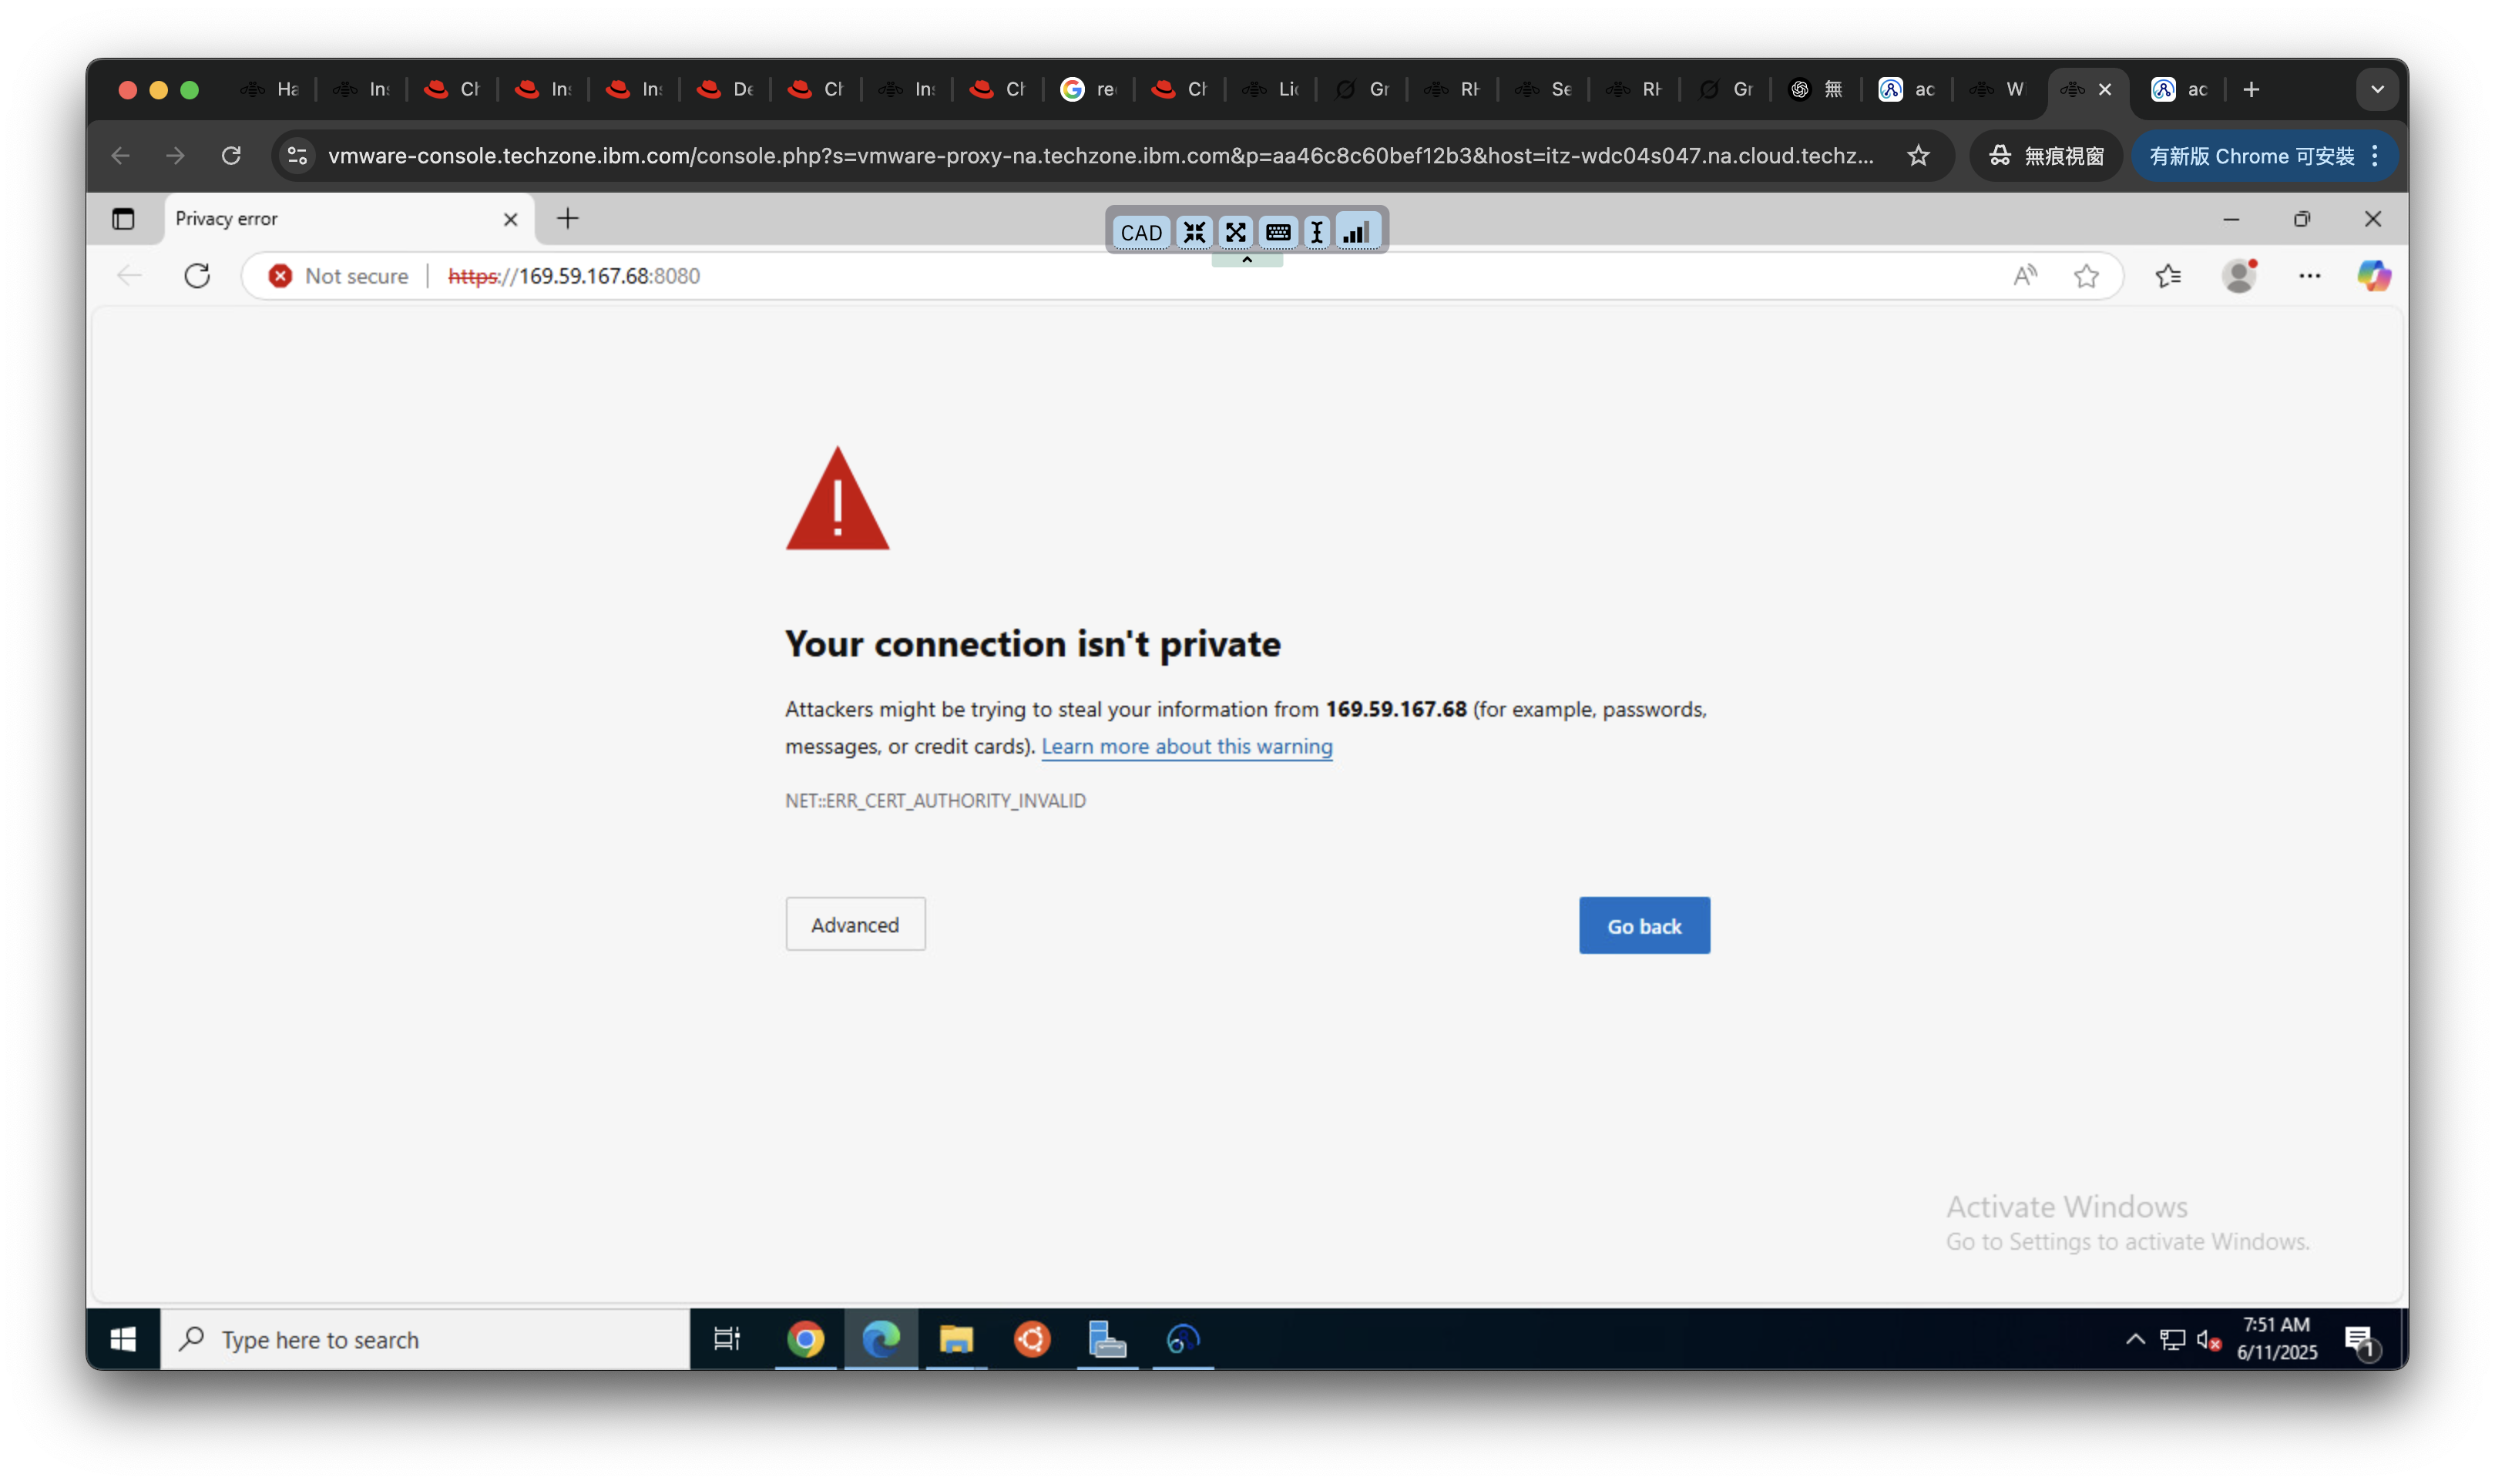 Ha
In
Ch
In
In
De
Ch
In
Ch
re
Ch
Lic
Gr
RH
Se
RH
Gr
無
ac
W
ac
vmware-console.techzone.ibm.com/console.php?s=vmware-proxy-na.techzone.ibm.com&p=aa46c8c60bef12b3&host=itz-wdc04s047.na.cloud.techz...
無痕視窗
有新版 Chrome 可安裝
Privacy error
CAD
Not secure
https://169.59.167.68:8080
Your connection isn't private
Attackers might be trying to steal your information from 169.59.167.68 (for example, passwords,
messages, or credit cards). Learn more about this warning
NET::ERR_CERT_AUTHORITY_INVALID
Advanced
Go back
Activate Windows
Go to Settings to activate Windows.
Type here to search
7:51 AM
6/11/2025
1